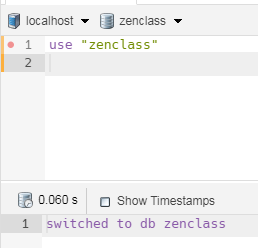 localhost zenclass
1 use "zenclass"
2
0.060 s Show Timestamps
1 switched to db zenclass